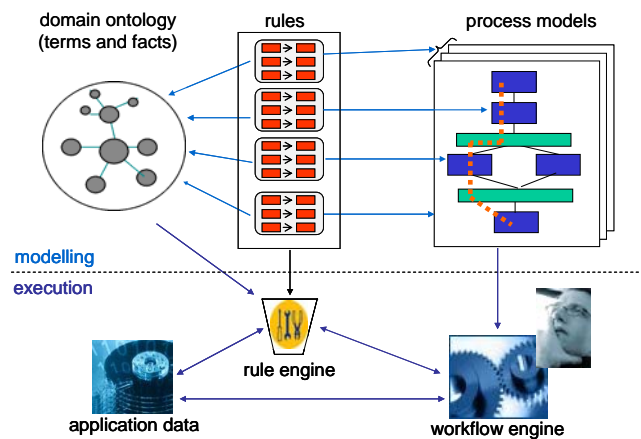 domain ontology
(terms and facts)
rules
process models
modelling
execution
rule engine
application data
workflow engine